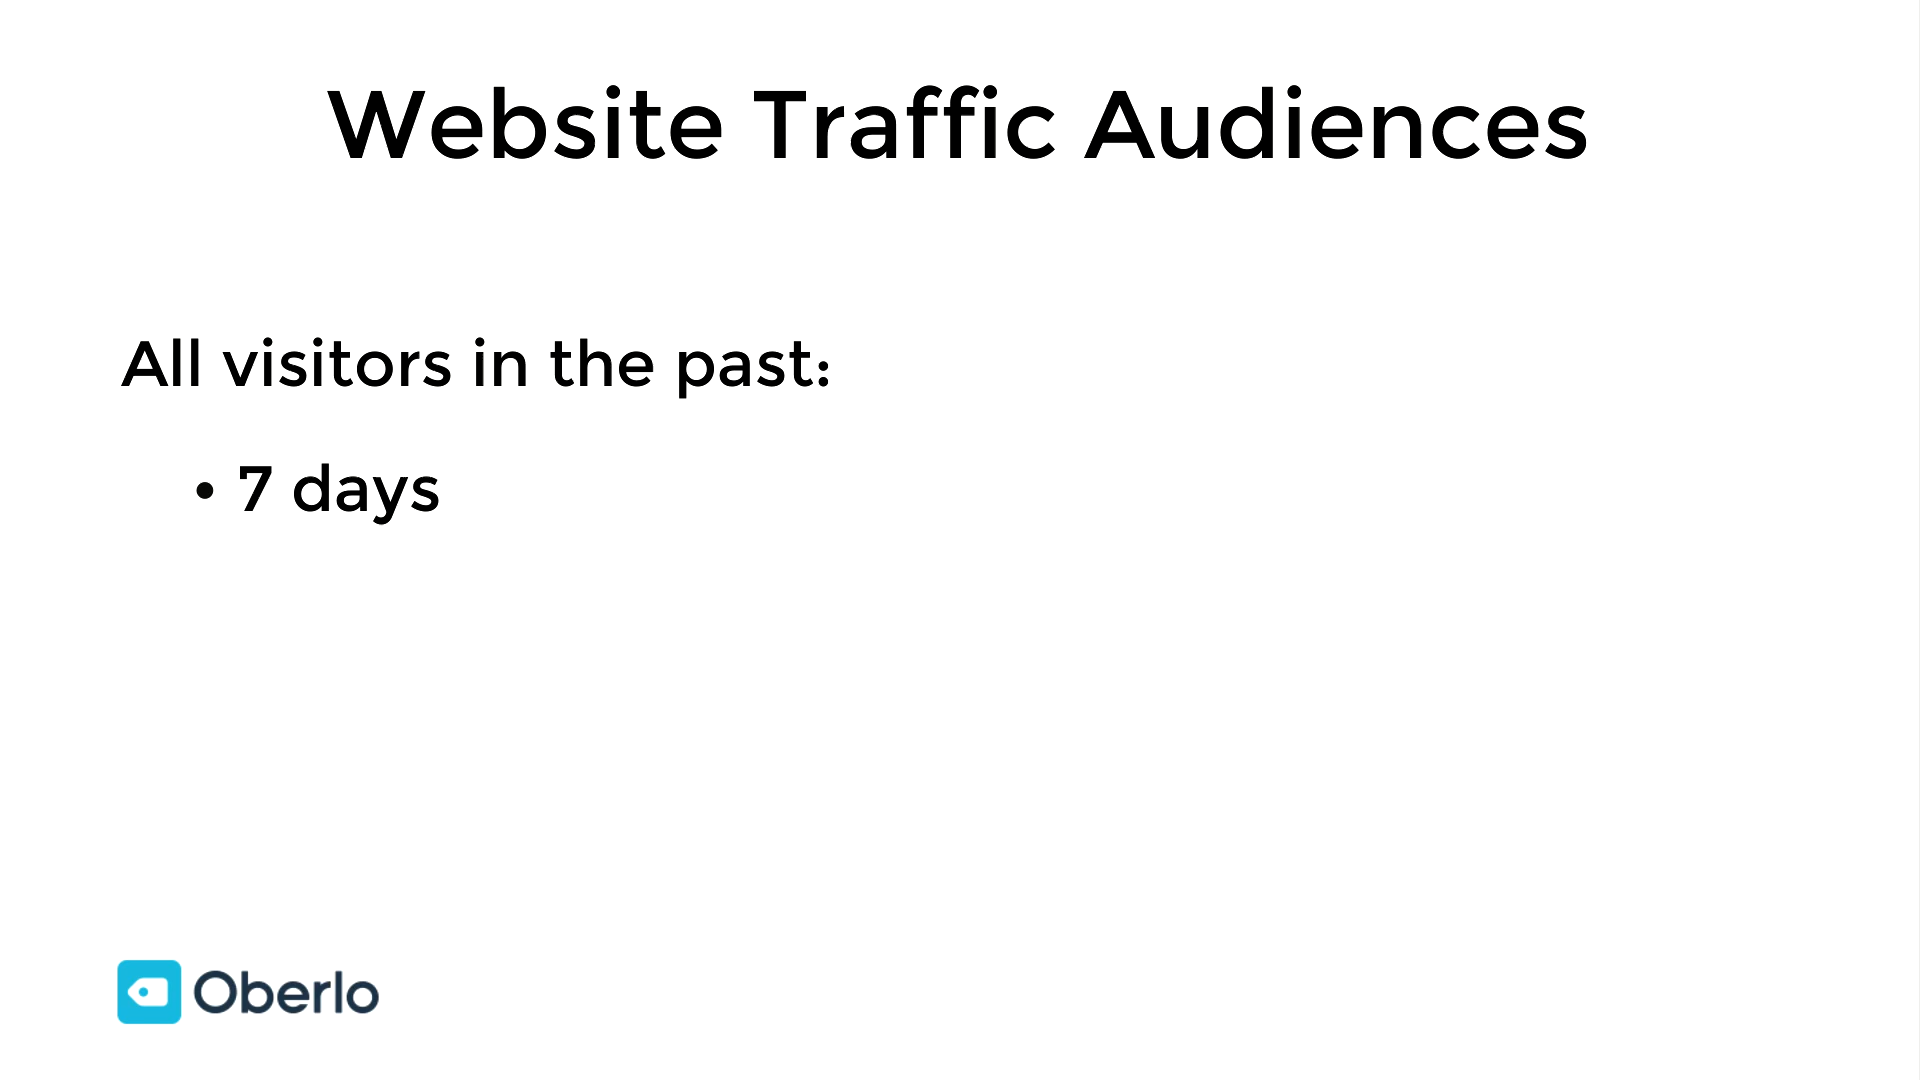 Website Traffic Audiences
All visitors in the past:
• 7 days
Oberlo